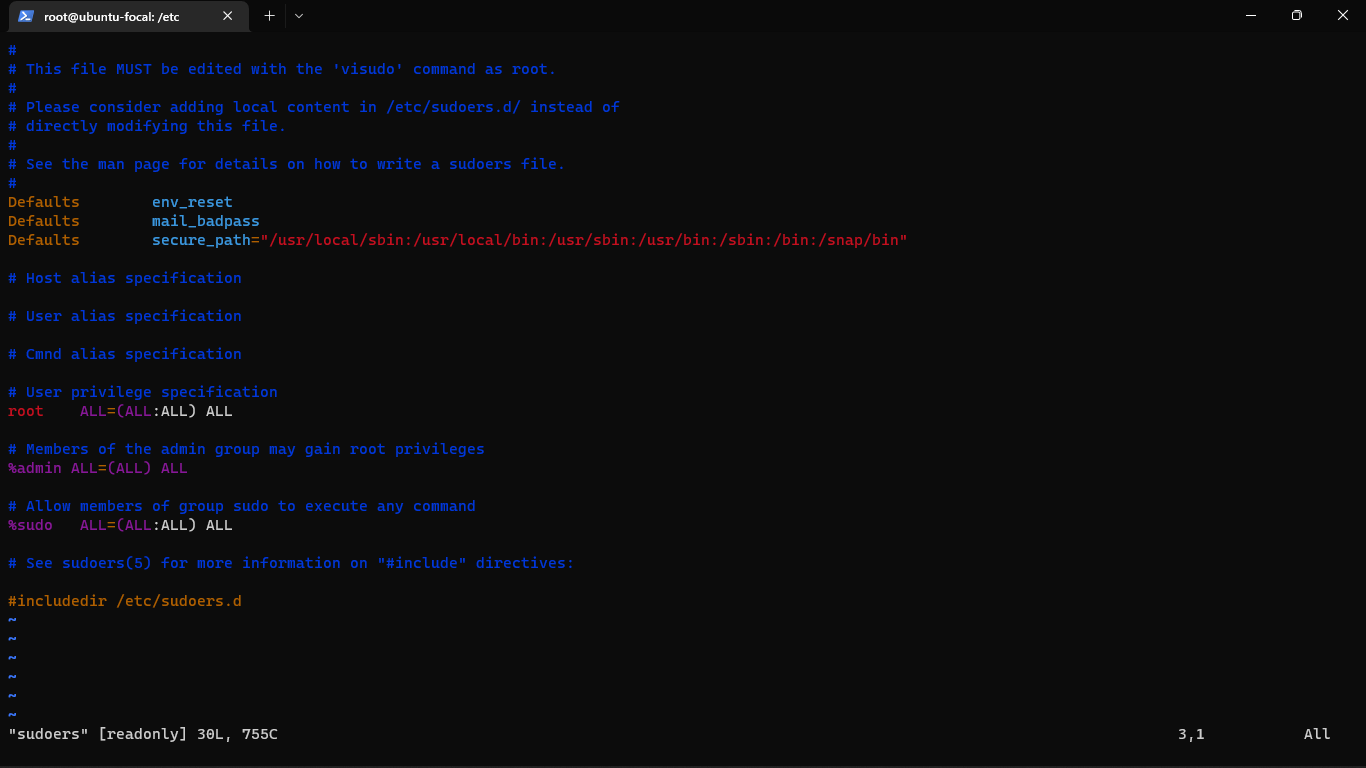 root@ubuntu-focal: /etc
#
# This file MUST be edited with the 'visudo' command as root.
#
# Please consider adding local content in /etc/sudoers.d/ instead of
# directly modifying this file.
#
# See the man page for details on how to write a sudoers file.
#
Defaults        env_reset
Defaults        mail_badpass
Defaults        secure_path="/usr/local/sbin:/usr/local/bin:/usr/sbin:/usr/bin:/sbin:/bin:/snap/bin"
# Host alias specification
# User alias specification
# Cmnd alias specification
# User privilege specification
root    ALL=(ALL:ALL) ALL
# Members of the admin group may gain root privileges
%admin ALL=(ALL) ALL
# Allow members of group sudo to execute any command
%sudo   ALL=(ALL:ALL) ALL
# See sudoers(5) for more information on "#include" directives:
#includedir /etc/sudoers.d
~
~
~
~
~
~
"sudoers" [readonly] 30L, 755C 3,1 All